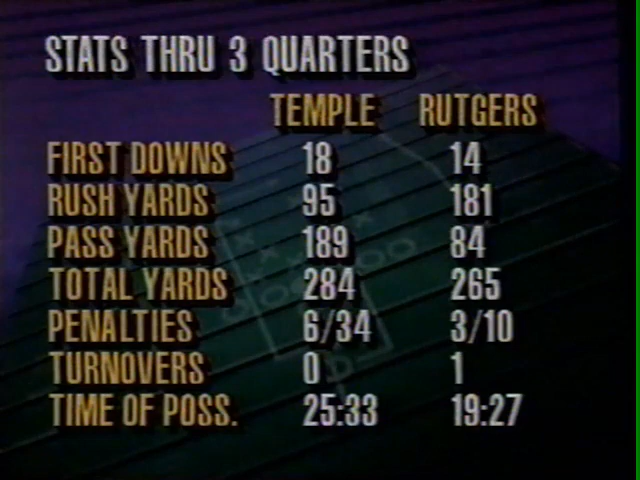 STATS THRU 3 QUARTERS
TEMPLE RUTGERS
FIRST DOWNS 18 14
RUSH YARDS 95 181
PASS YARDS 189 84
TOTAL YARDS 284 265
PENALTIES 6/34 3/10
TURNOVERS 0 1
TIME OF POSS. 25:33 19:27